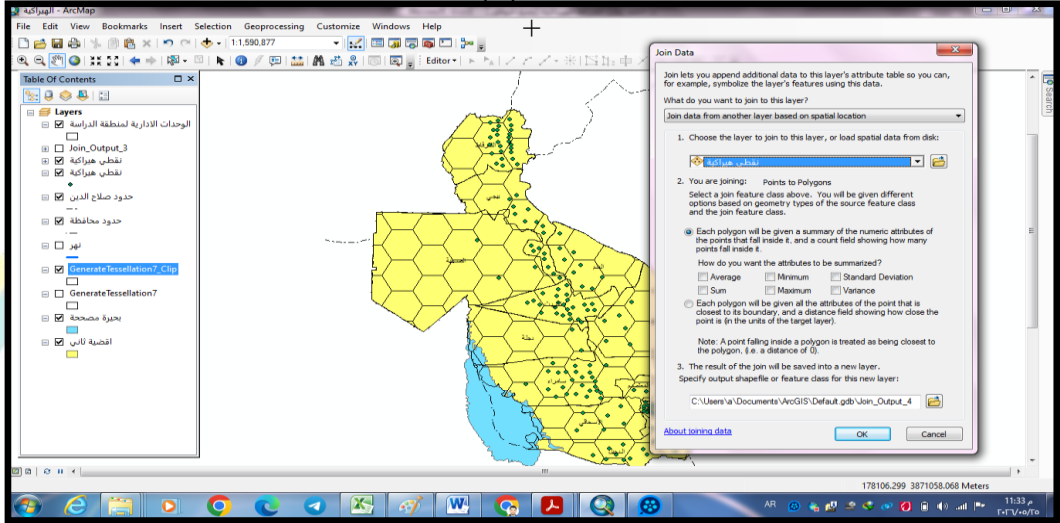 الهيراكية - ArcMap
File Edit View Bookmarks Insert Selection Geoprocessing Customize Windows Help
1:1,590,877
Editor
Table Of Contents
Layers
الوحدات الادارية لمنطقة الدراسة
Join_Output_3
نقطي هيراكية
نقطي هيراكية
حدود صلاح الدين
حدود محافظة
نهر
GenerateTessellation7_Clip
GenerateTessellation7
بحيرة مصححة
اقضية ثاني
بيجي
دجلة
سامراء
Search
Join Data
Join lets you append additional data to this layer's attribute table so you can,
for example, symbolize the layer's features using this data.
What do you want to join to this layer?
Join data from another layer based on spatial location
1. Choose the layer to join to this layer, or load spatial data from disk:
نقطي هيراكية
2. You are joining: Points to Polygons
Select a join feature class above. You will be given different
options based on geometry types of the source feature class
and the join feature class.
Each polygon will be given a summary of the numeric attributes of
the points that fall inside it, and a count field showing how many
points fall inside it.
How do you want the attributes to be summarized?
Average Minimum Standard Deviation
Sum Maximum Variance
Each polygon will be given all the attributes of the point that is
closest to its boundary, and a distance field showing how close the
point is (in the units of the target layer).
Note: A point falling inside a polygon is treated as being closest to
the polygon, (i.e. a distance of 0).
3. The result of the join will be saved into a new layer.
Specify output shapefile or feature class for this new layer:
C:\Users\a\Documents\ArcGIS\Default.gdb\Join_Output_4
About joining data
OK Cancel
178106.299 3871058.068 Meters
AR
11:33 م